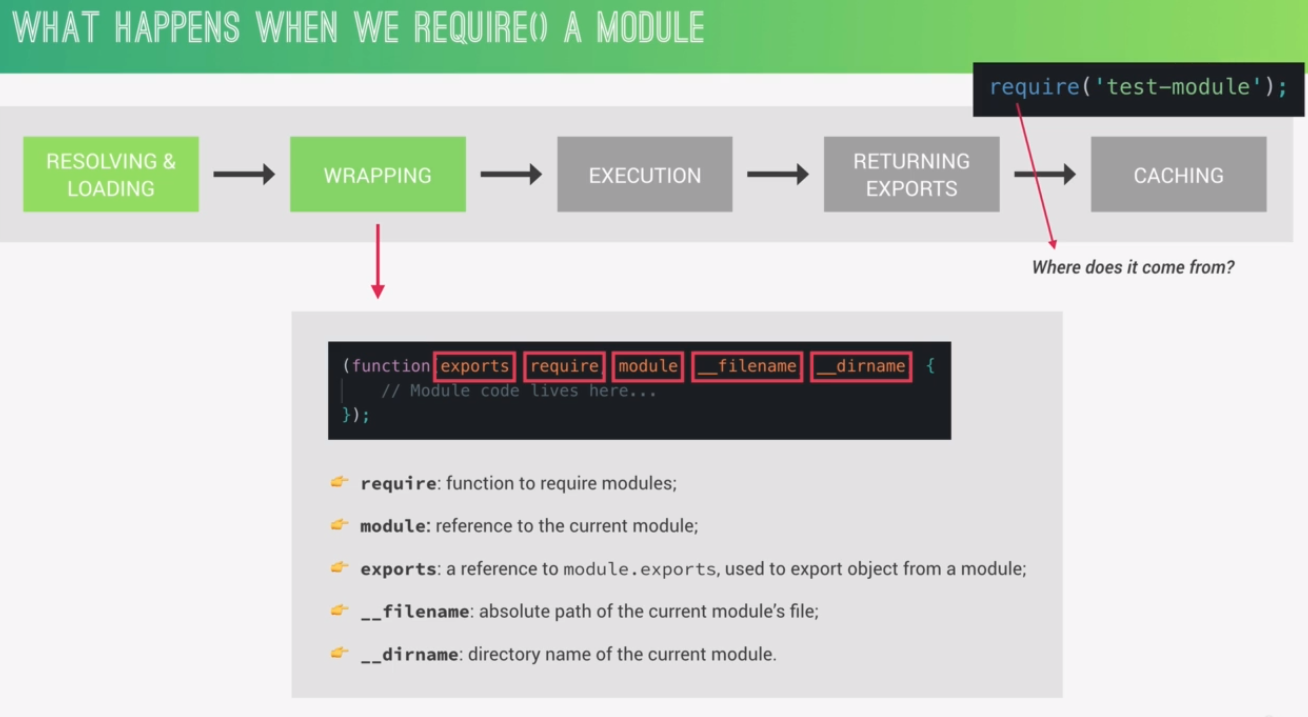 WHAT HAPPENS WHEN WE REQUIRE() A MODULE
require('test-module');
RESOLVING &
LOADING
WRAPPING
EXECUTION
RETURNING
EXPORTS
CACHING
Where does it come from?
(function exports require module __filename __dirname {
// Module code lives here...
});
require: function to require modules;
module: reference to the current module;
exports: a reference to module.exports, used to export object from a module;
__filename: absolute path of the current module's file;
__dirname: directory name of the current module.